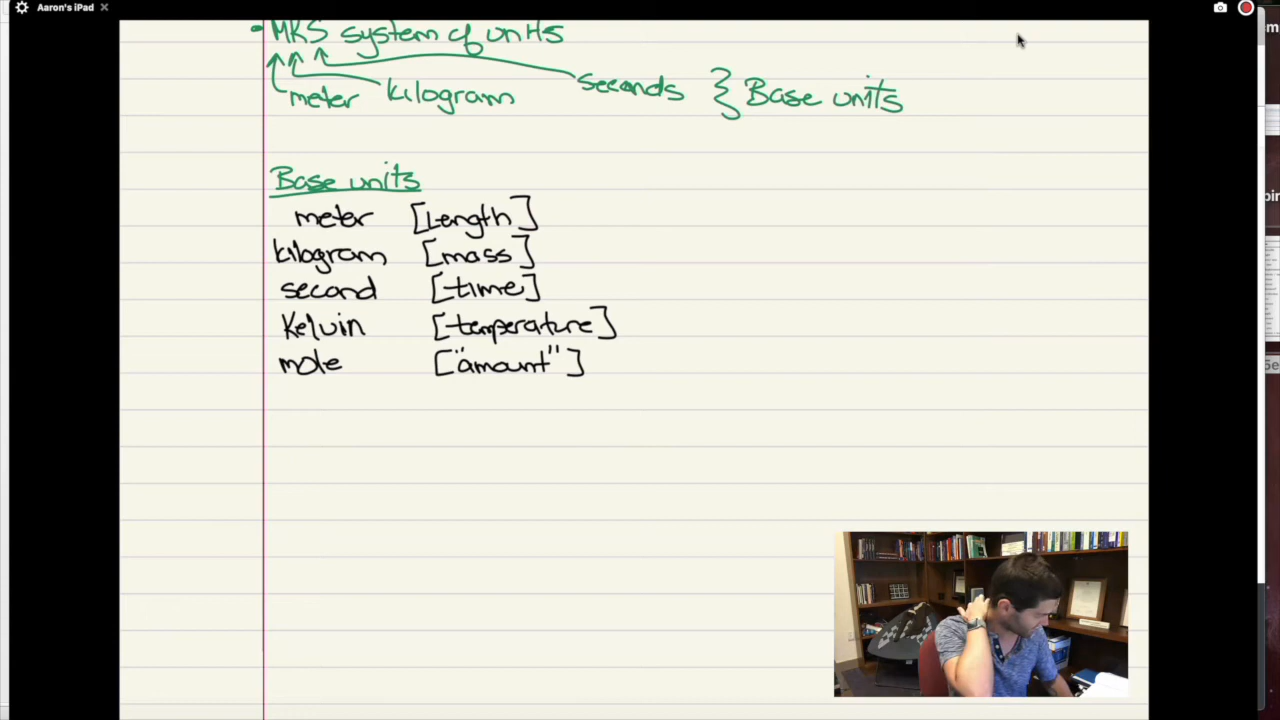 Aaron's iPad
• MKS system of units
meter kilogram seconds } Base units
Base units
meter [Length]
kilogram [mass]
second [time]
Kelvin [temperature]
mole ["amount"]